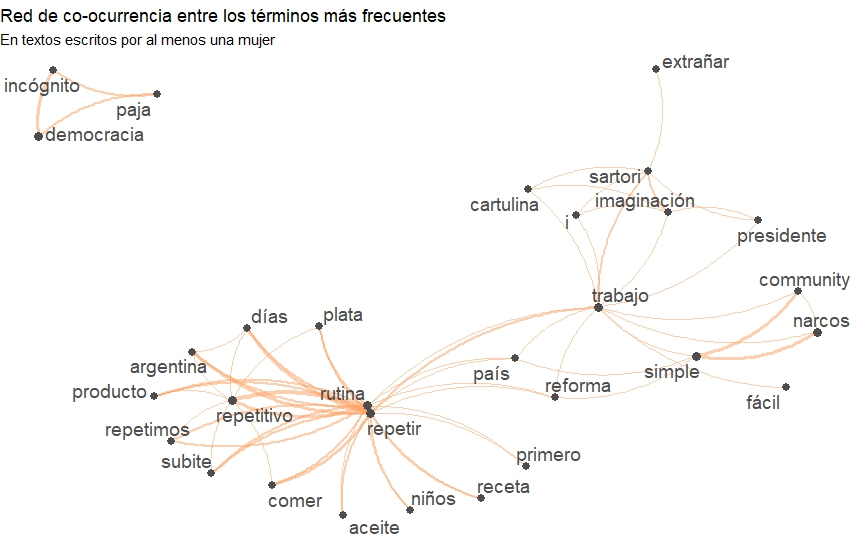 Red de co-ocurrencia entre los términos más frecuentes
En textos escritos por al menos una mujer
extrañar
incógnito
paja
democracia
sartori
cartulina
imaginación
i
presidente
community
trabajo
narcos
días
plata
argentina
simple
país
producto
rutina
reforma
fácil
repetitivo
repetimos
repetir
subite
primero
receta
comer
niños
aceite